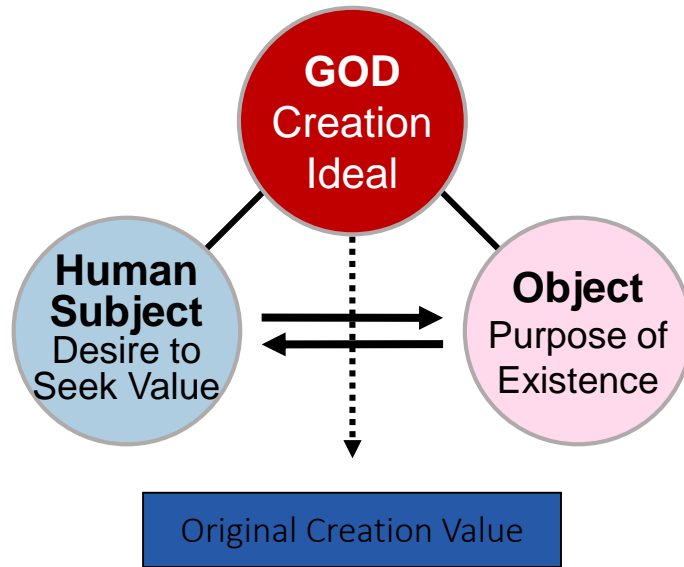 GOD
Creation
Ideal
Human
Subject
Desire to
Seek Value
Object
Purpose of
Existence
Original Creation Value